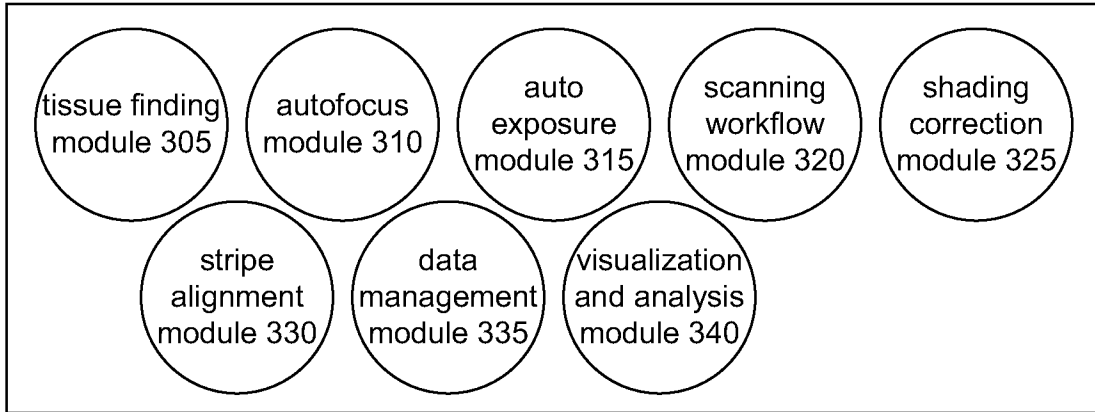 tissue finding
module 305
autofocus
module 310
auto
exposure
module 315
scanning
workflow
module 320
shading
correction
module 325
stripe
alignment
module 330
data
management
module 335
visualization
and analysis
module 340